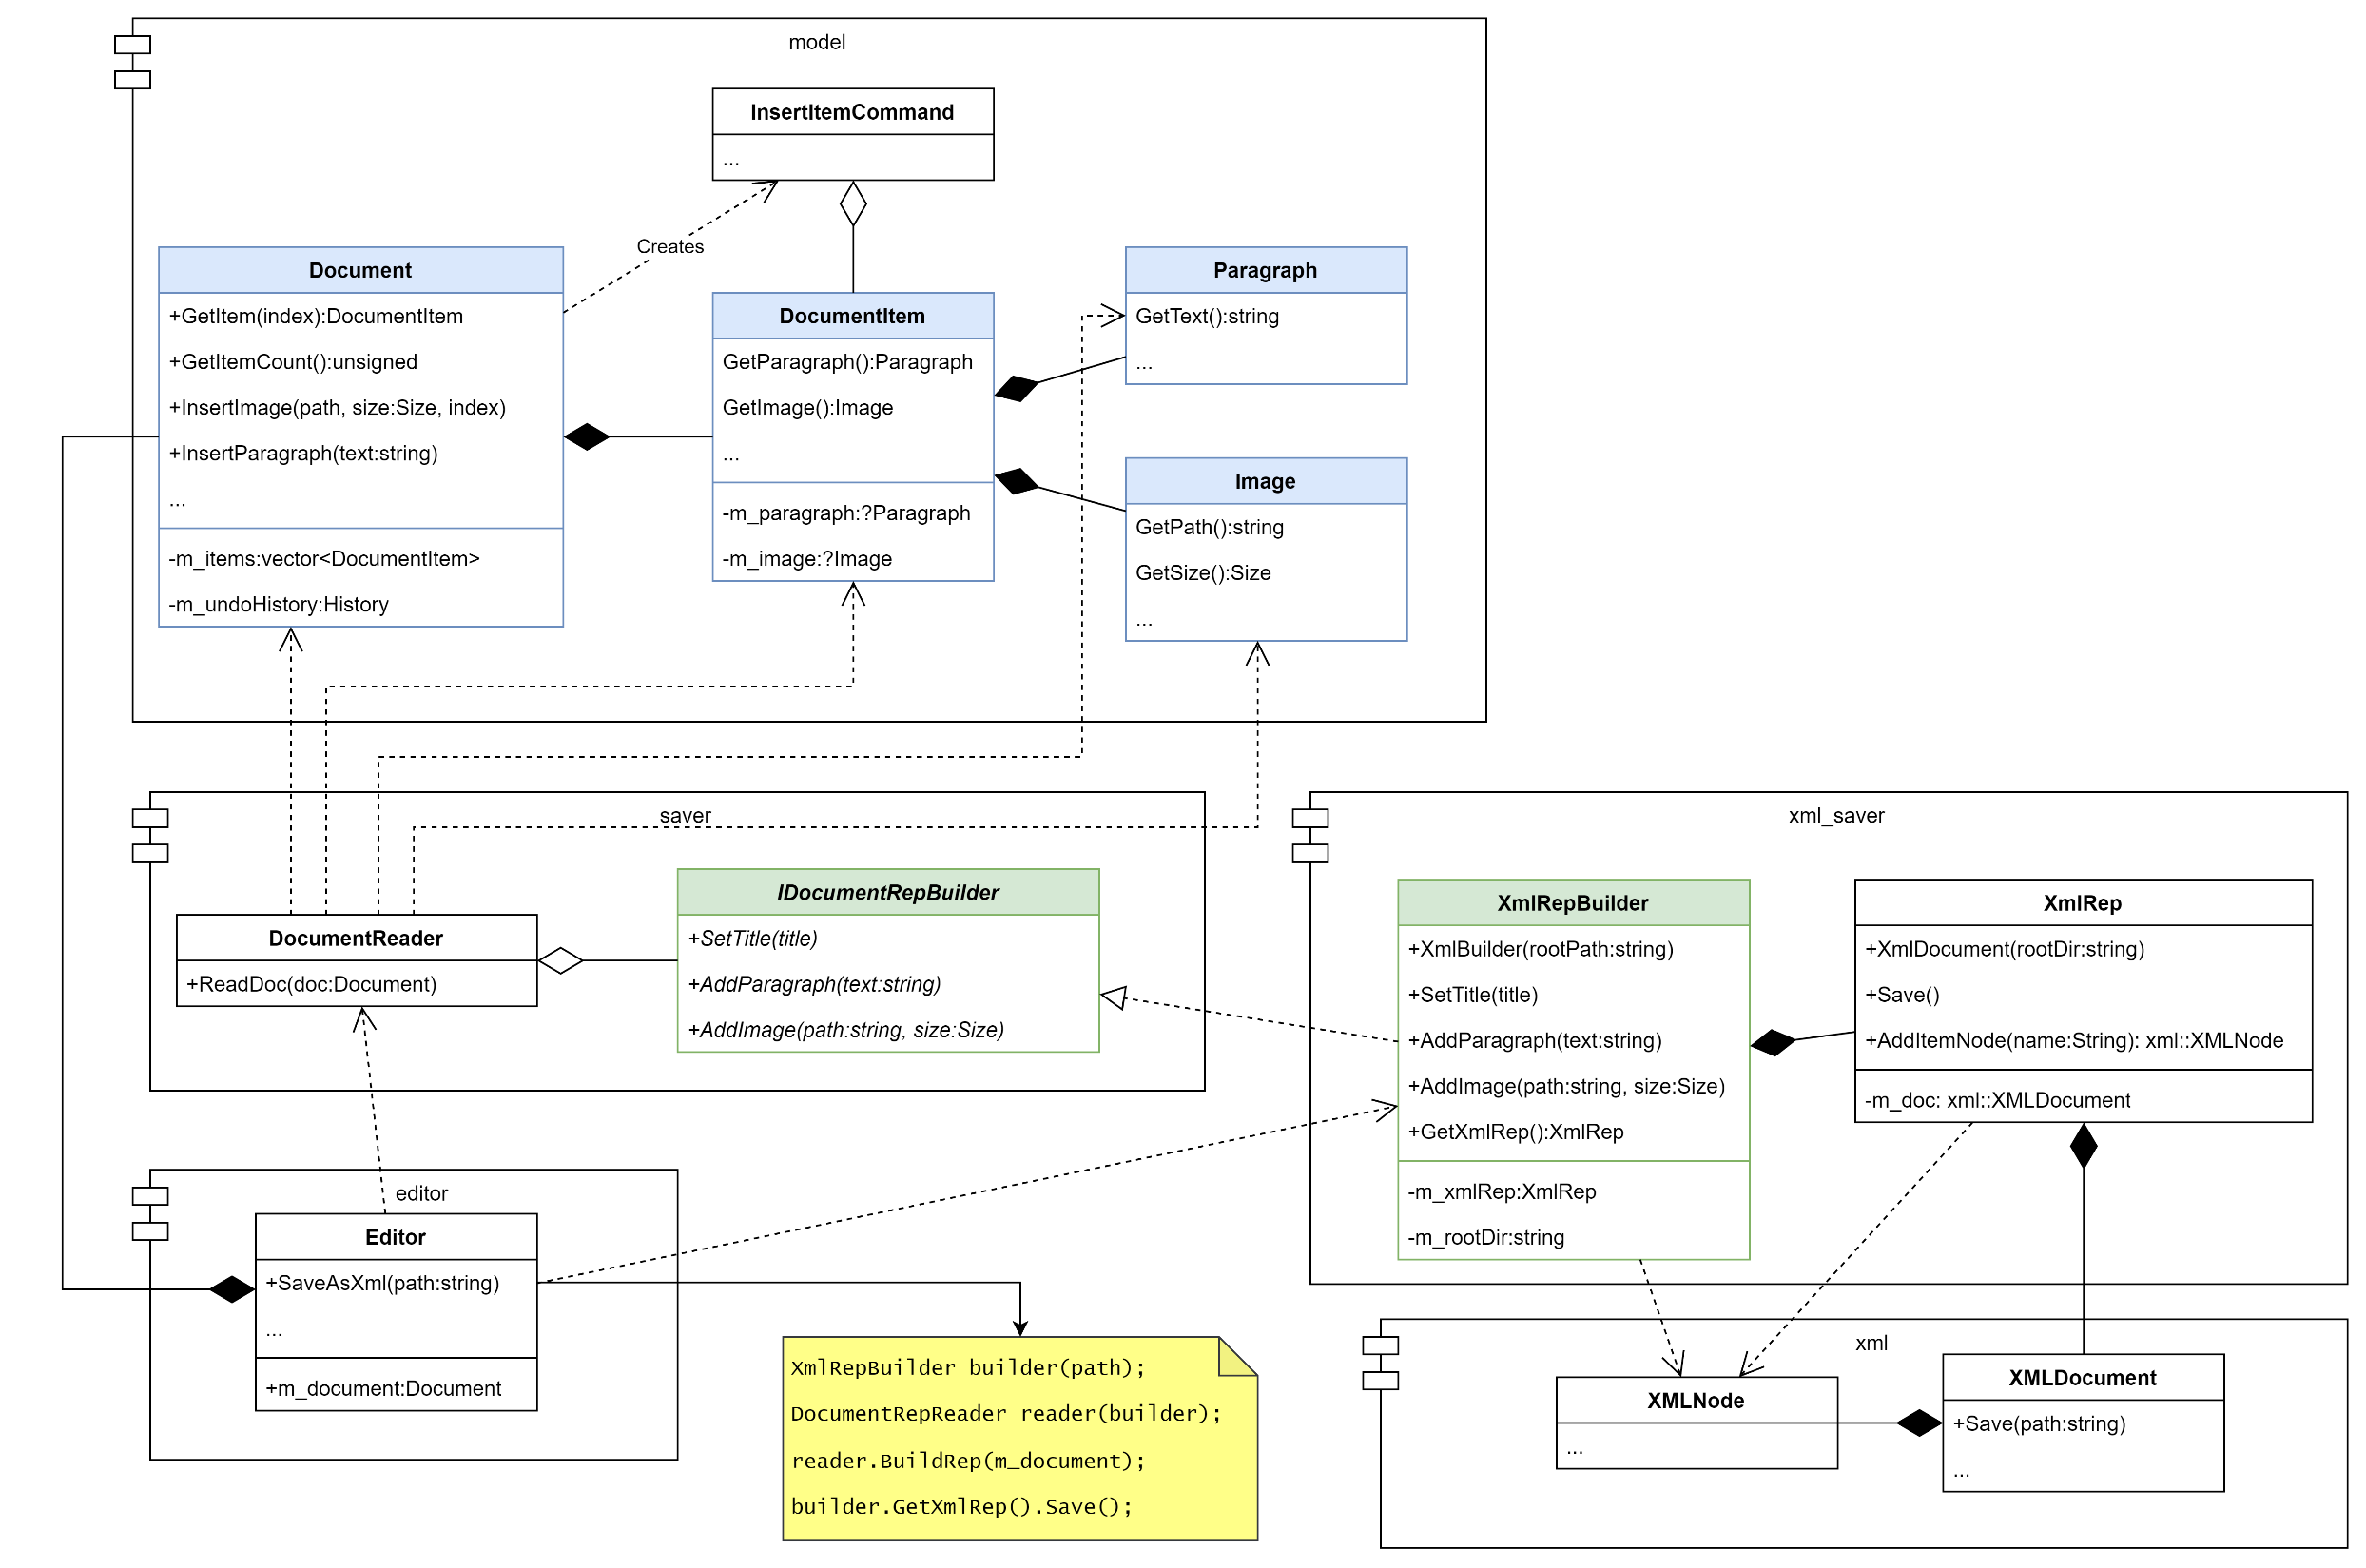 model
InsertItemCommand
...
Creates
Document
+GetItem(index):DocumentItem
+GetItemCount():unsigned
+InsertImage(path, size:Size, index)
+InsertParagraph(text:string)
...
-m_items:vector<DocumentItem>
-m_undoHistory:History
DocumentItem
GetParagraph():Paragraph
GetImage():Image
...
-m_paragraph:?Paragraph
-m_image:?Image
Paragraph
GetText():string
...
Image
GetPath():string
GetSize():Size
...
saver
DocumentReader
+ReadDoc(doc:Document)
IDocumentRepBuilder
+SetTitle(title)
+AddParagraph(text:string)
+AddImage(path:string, size:Size)
xml_saver
XmlRepBuilder
+XmlBuilder(rootPath:string)
+SetTitle(title)
+AddParagraph(text:string)
+AddImage(path:string, size:Size)
+GetXmlRep():XmlRep
-m_xmlRep:XmlRep
-m_rootDir:string
XmlRep
+XmlDocument(rootDir:string)
+Save()
+AddItemNode(name:String): xml::XMLNode
-m_doc: xml::XMLDocument
editor
Editor
+SaveAsXml(path:string)
...
+m_document:Document
XmlRepBuilder builder(path);
DocumentRepReader reader(builder);
reader.BuildRep(m_document);
builder.GetXmlRep().Save();
xml
XMLNode
...
XMLDocument
+Save(path:string)
...